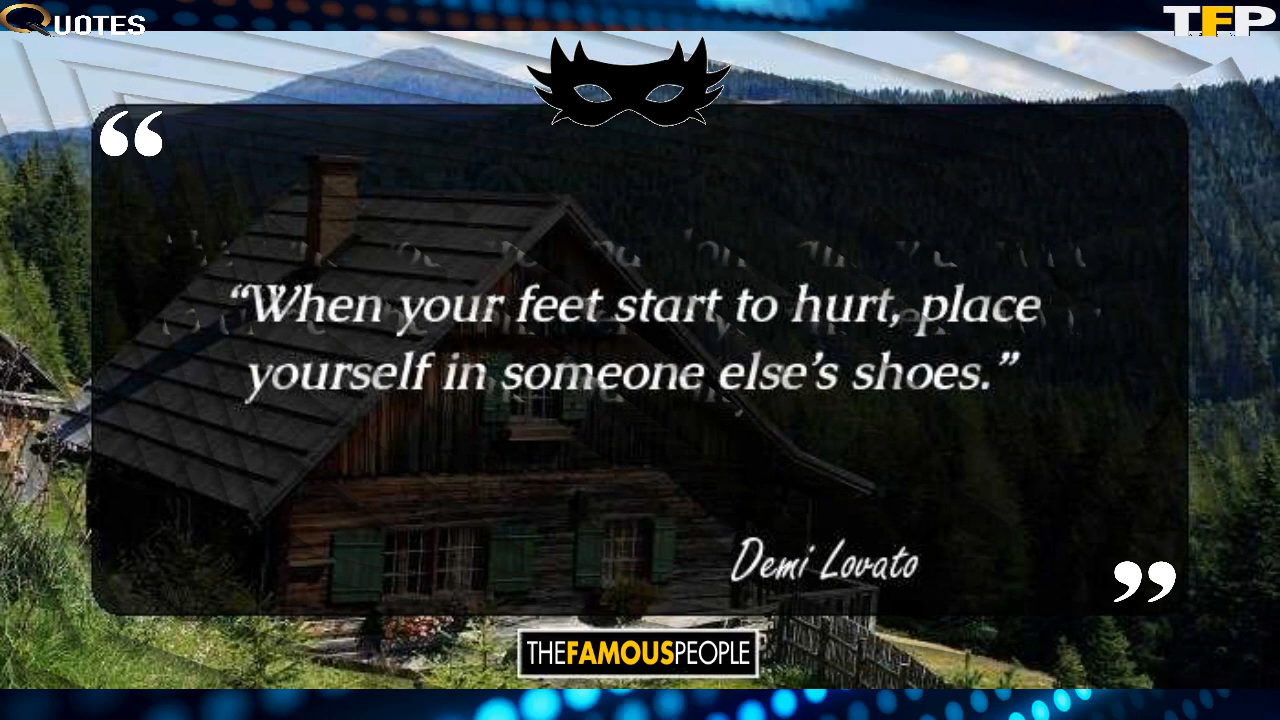 QUOTES
TFP
“When your feet start to hurt, place
yourself in someone else’s shoes.”
Demi Lovato
THEFAMOUSPEOPLE